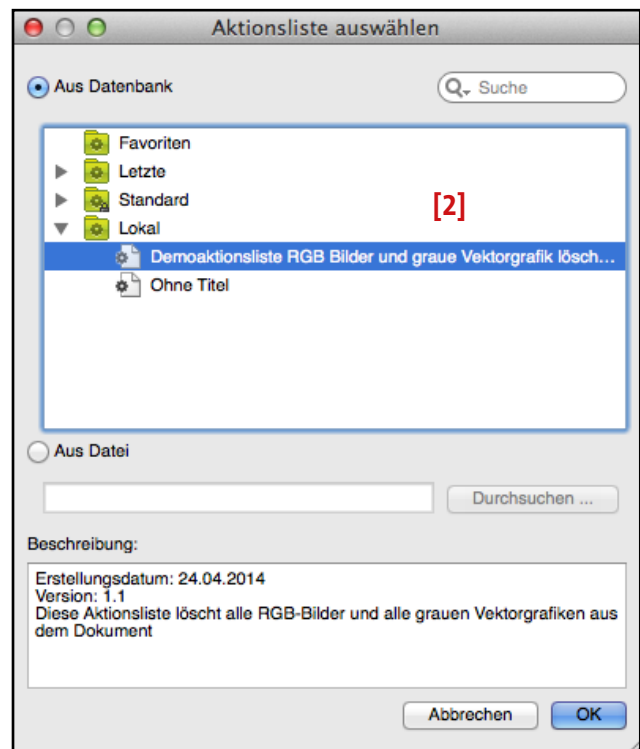 Aktionsliste auswählen
Aus Datenbank
Suche
Favoriten
Letzte
Standard
[2]
Lokal
Demoaktionsliste RGB Bilder und graue Vektorgrafik lösch...
Ohne Titel
Aus Datei
Durchsuchen ...
Beschreibung:
Erstellungsdatum: 24.04.2014
Version: 1.1
Diese Aktionsliste löscht alle RGB-Bilder und alle grauen Vektorgrafiken aus
dem Dokument
Abbrechen
OK